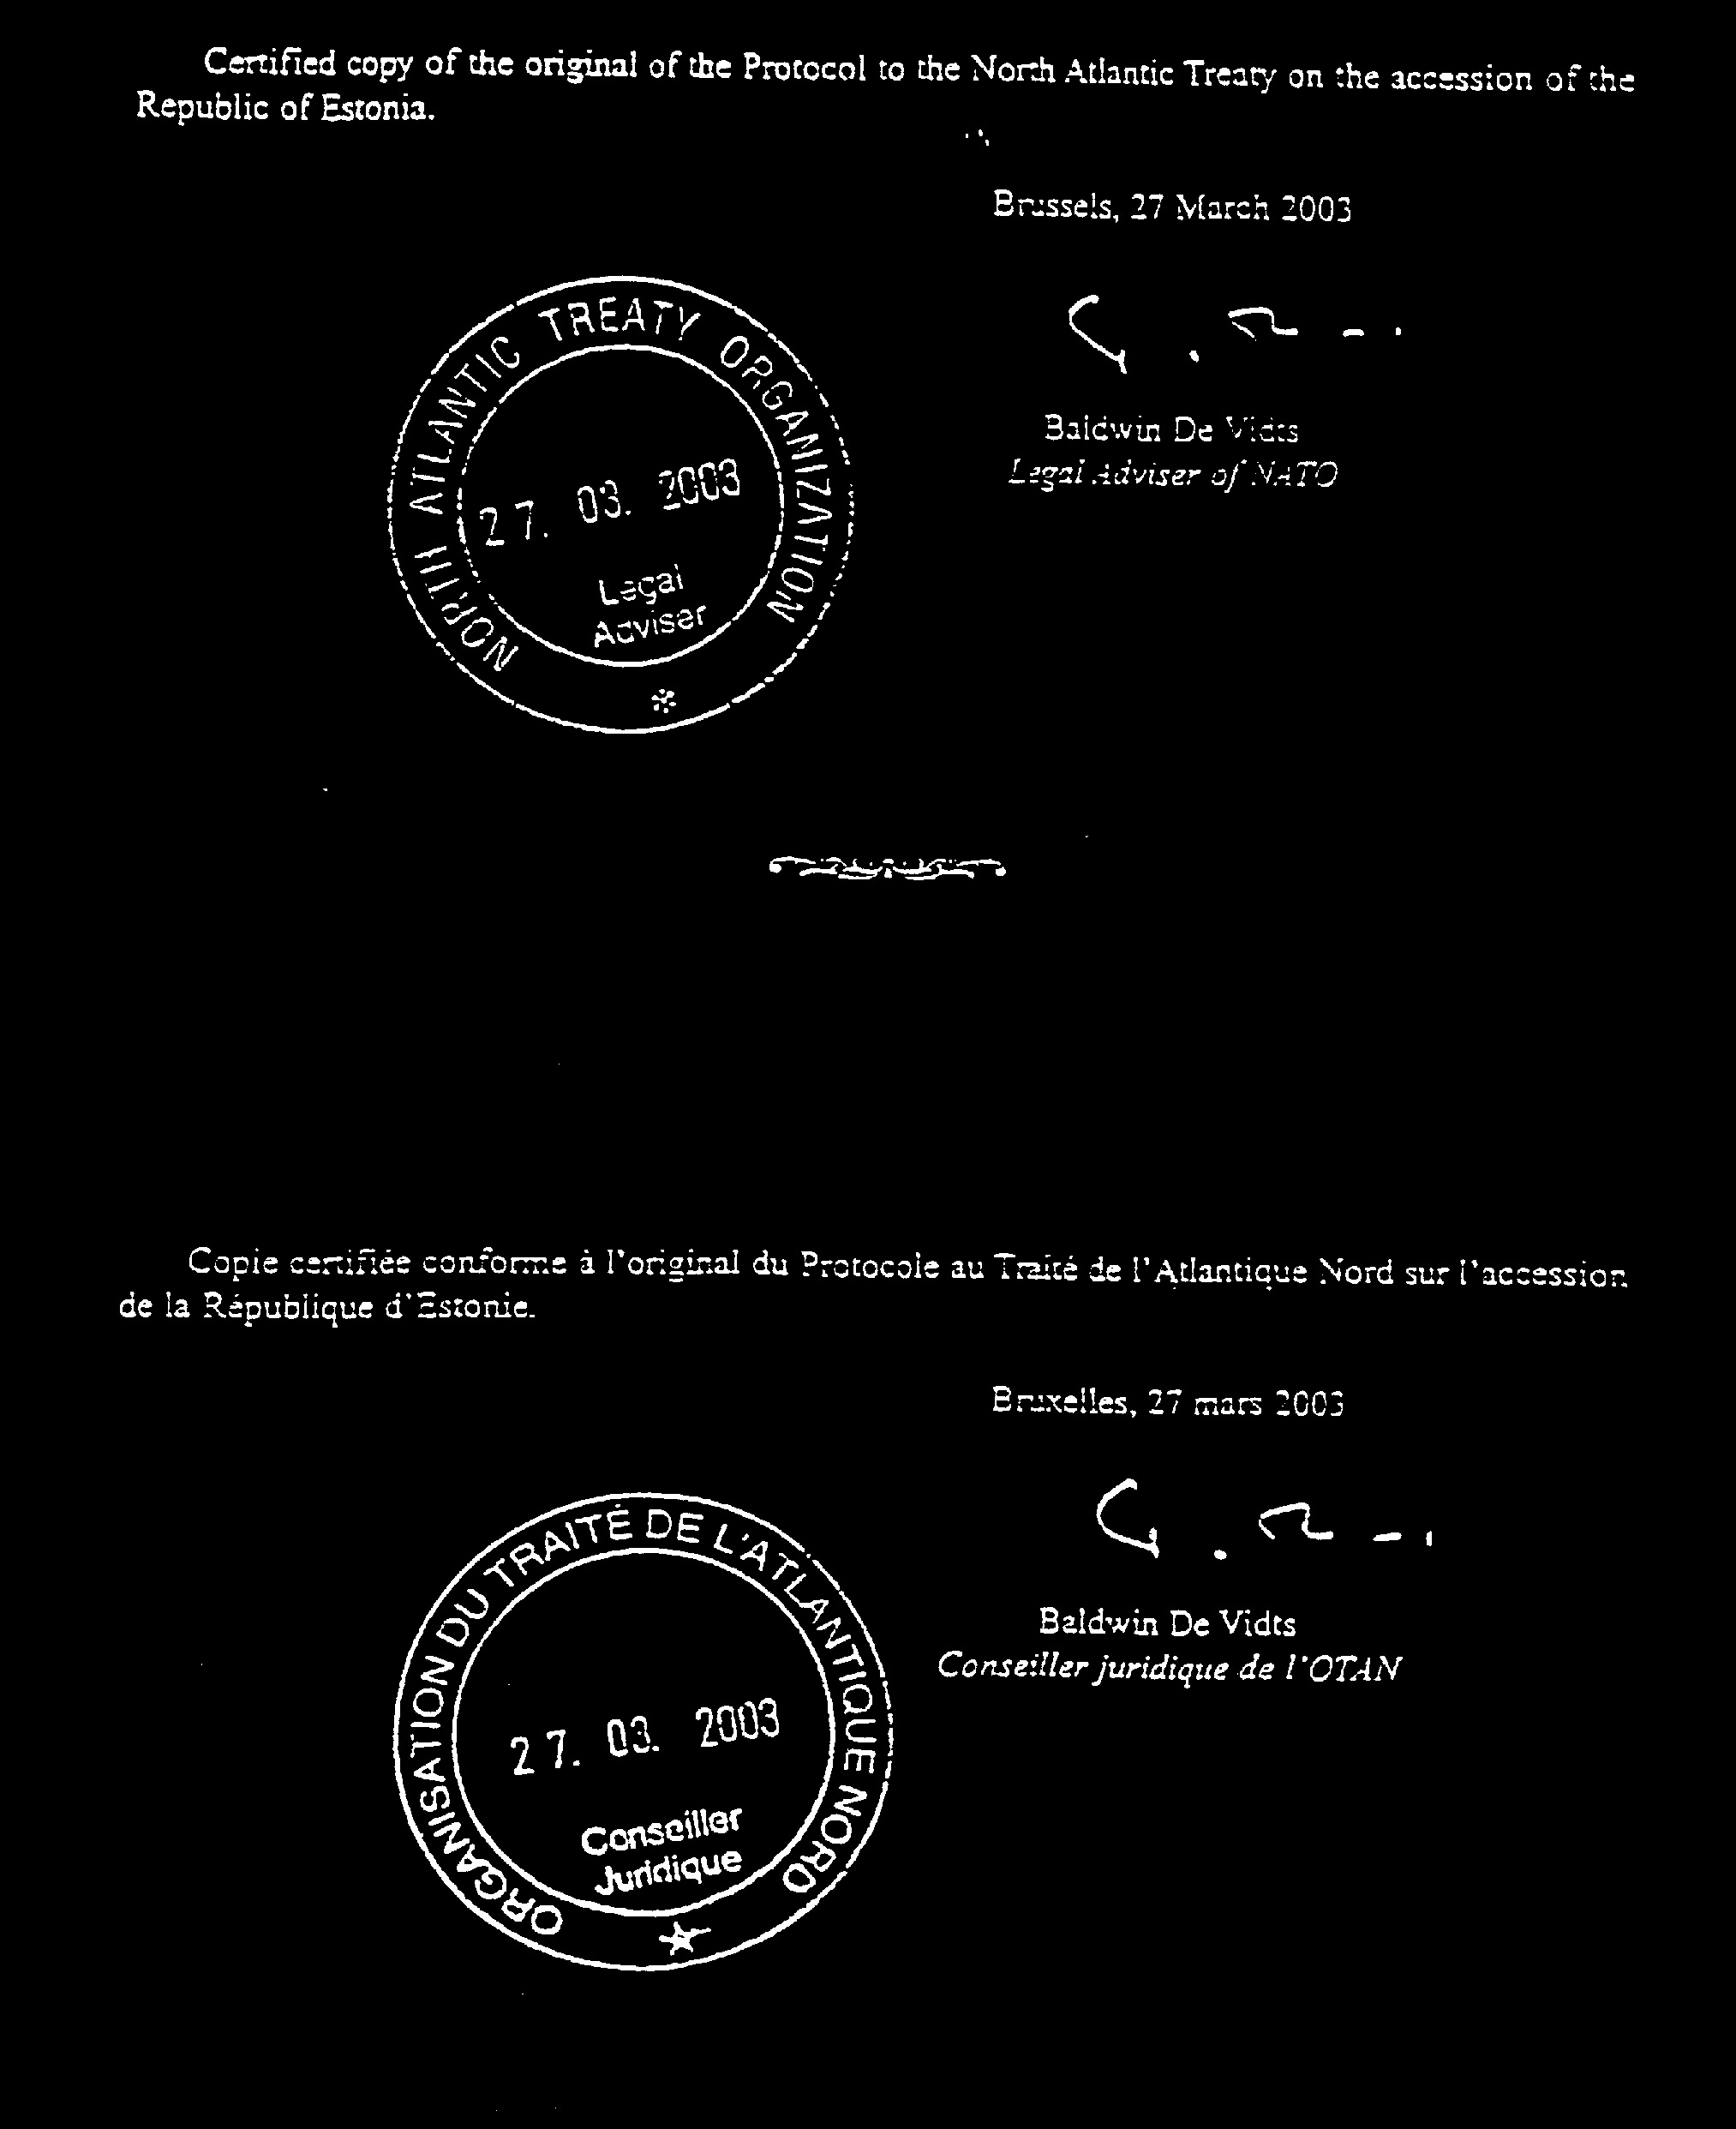 Certified copy of the original of the Protocol to the North Atlantic Treaty on the accession of the
Republic of Estonia.
Brussels, 27 March 2003
NORTH ATLANTIC TREATY ORGANIZATION
27. 03. 2003
Legal
Adviser
*
Baldwin De Vidts
Legal Adviser of NATO
Copie certifiée conforme à l'original du Protocole au Traité de l'Atlantique Nord sur l'accession
de la République d'Estonie.
Bruxelles, 27 mars 2003
ORGANISATION DU TRAITÉ DE L'ATLANTIQUE NORD
27. 03. 2003
Conseiller
Juridique
Baldwin De Vidts
Conseiller juridique de l'OTAN